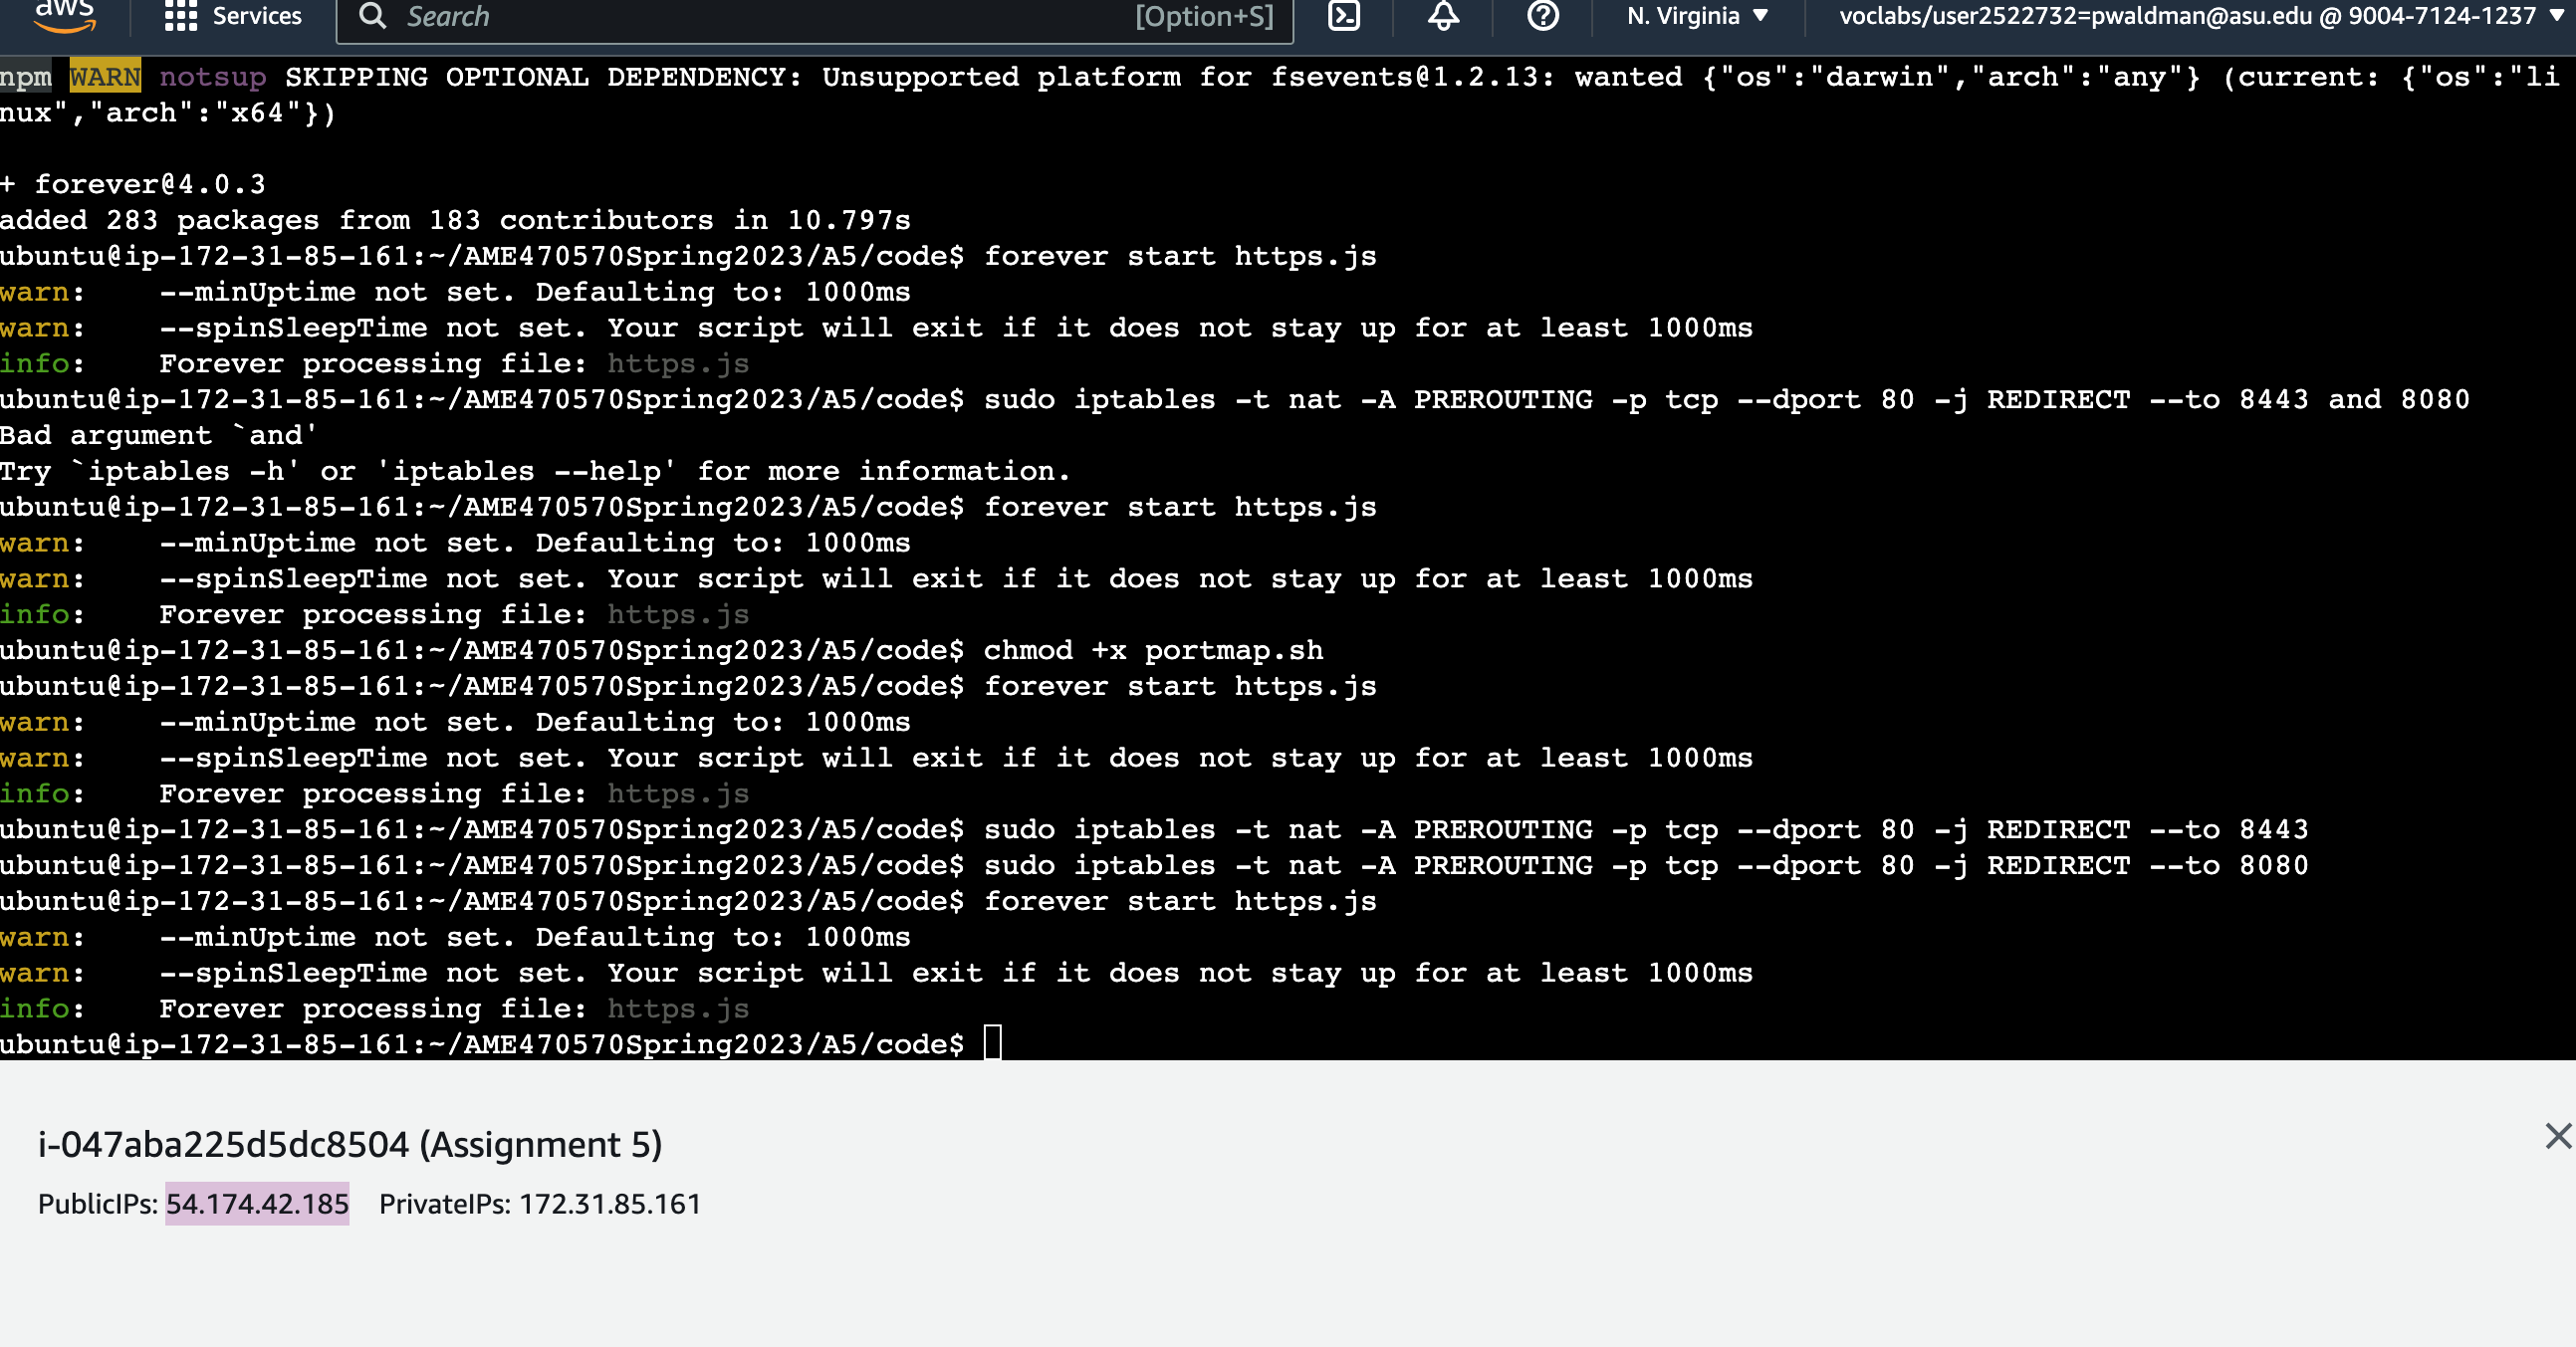 aws Services Search [Option+S] N. Virginia voclabs/user2522732=pwaldman@asu.edu @ 9004-7124-1237
npm WARN notsup SKIPPING OPTIONAL DEPENDENCY: Unsupported platform for fsevents@1.2.13: wanted {"os":"darwin","arch":"any"} (current: {"os":"li
nux","arch":"x64"})
+ forever@4.0.3
added 283 packages from 183 contributors in 10.797s
ubuntu@ip-172-31-85-161:~/AME470570Spring2023/A5/code$ forever start https.js
warn:    --minUptime not set. Defaulting to: 1000ms
warn:    --spinSleepTime not set. Your script will exit if it does not stay up for at least 1000ms
info:    Forever processing file: https.js
ubuntu@ip-172-31-85-161:~/AME470570Spring2023/A5/code$ sudo iptables -t nat -A PREROUTING -p tcp --dport 80 -j REDIRECT --to 8443 and 8080
Bad argument `and'
Try `iptables -h' or 'iptables --help' for more information.
ubuntu@ip-172-31-85-161:~/AME470570Spring2023/A5/code$ forever start https.js
warn:    --minUptime not set. Defaulting to: 1000ms
warn:    --spinSleepTime not set. Your script will exit if it does not stay up for at least 1000ms
info:    Forever processing file: https.js
ubuntu@ip-172-31-85-161:~/AME470570Spring2023/A5/code$ chmod +x portmap.sh
ubuntu@ip-172-31-85-161:~/AME470570Spring2023/A5/code$ forever start https.js
warn:    --minUptime not set. Defaulting to: 1000ms
warn:    --spinSleepTime not set. Your script will exit if it does not stay up for at least 1000ms
info:    Forever processing file: https.js
ubuntu@ip-172-31-85-161:~/AME470570Spring2023/A5/code$ sudo iptables -t nat -A PREROUTING -p tcp --dport 80 -j REDIRECT --to 8443
ubuntu@ip-172-31-85-161:~/AME470570Spring2023/A5/code$ sudo iptables -t nat -A PREROUTING -p tcp --dport 80 -j REDIRECT --to 8080
ubuntu@ip-172-31-85-161:~/AME470570Spring2023/A5/code$ forever start https.js
warn:    --minUptime not set. Defaulting to: 1000ms
warn:    --spinSleepTime not set. Your script will exit if it does not stay up for at least 1000ms
info:    Forever processing file: https.js
ubuntu@ip-172-31-85-161:~/AME470570Spring2023/A5/code$
i-047aba225d5dc8504 (Assignment 5)
PublicIPs: 54.174.42.185 PrivateIPs: 172.31.85.161